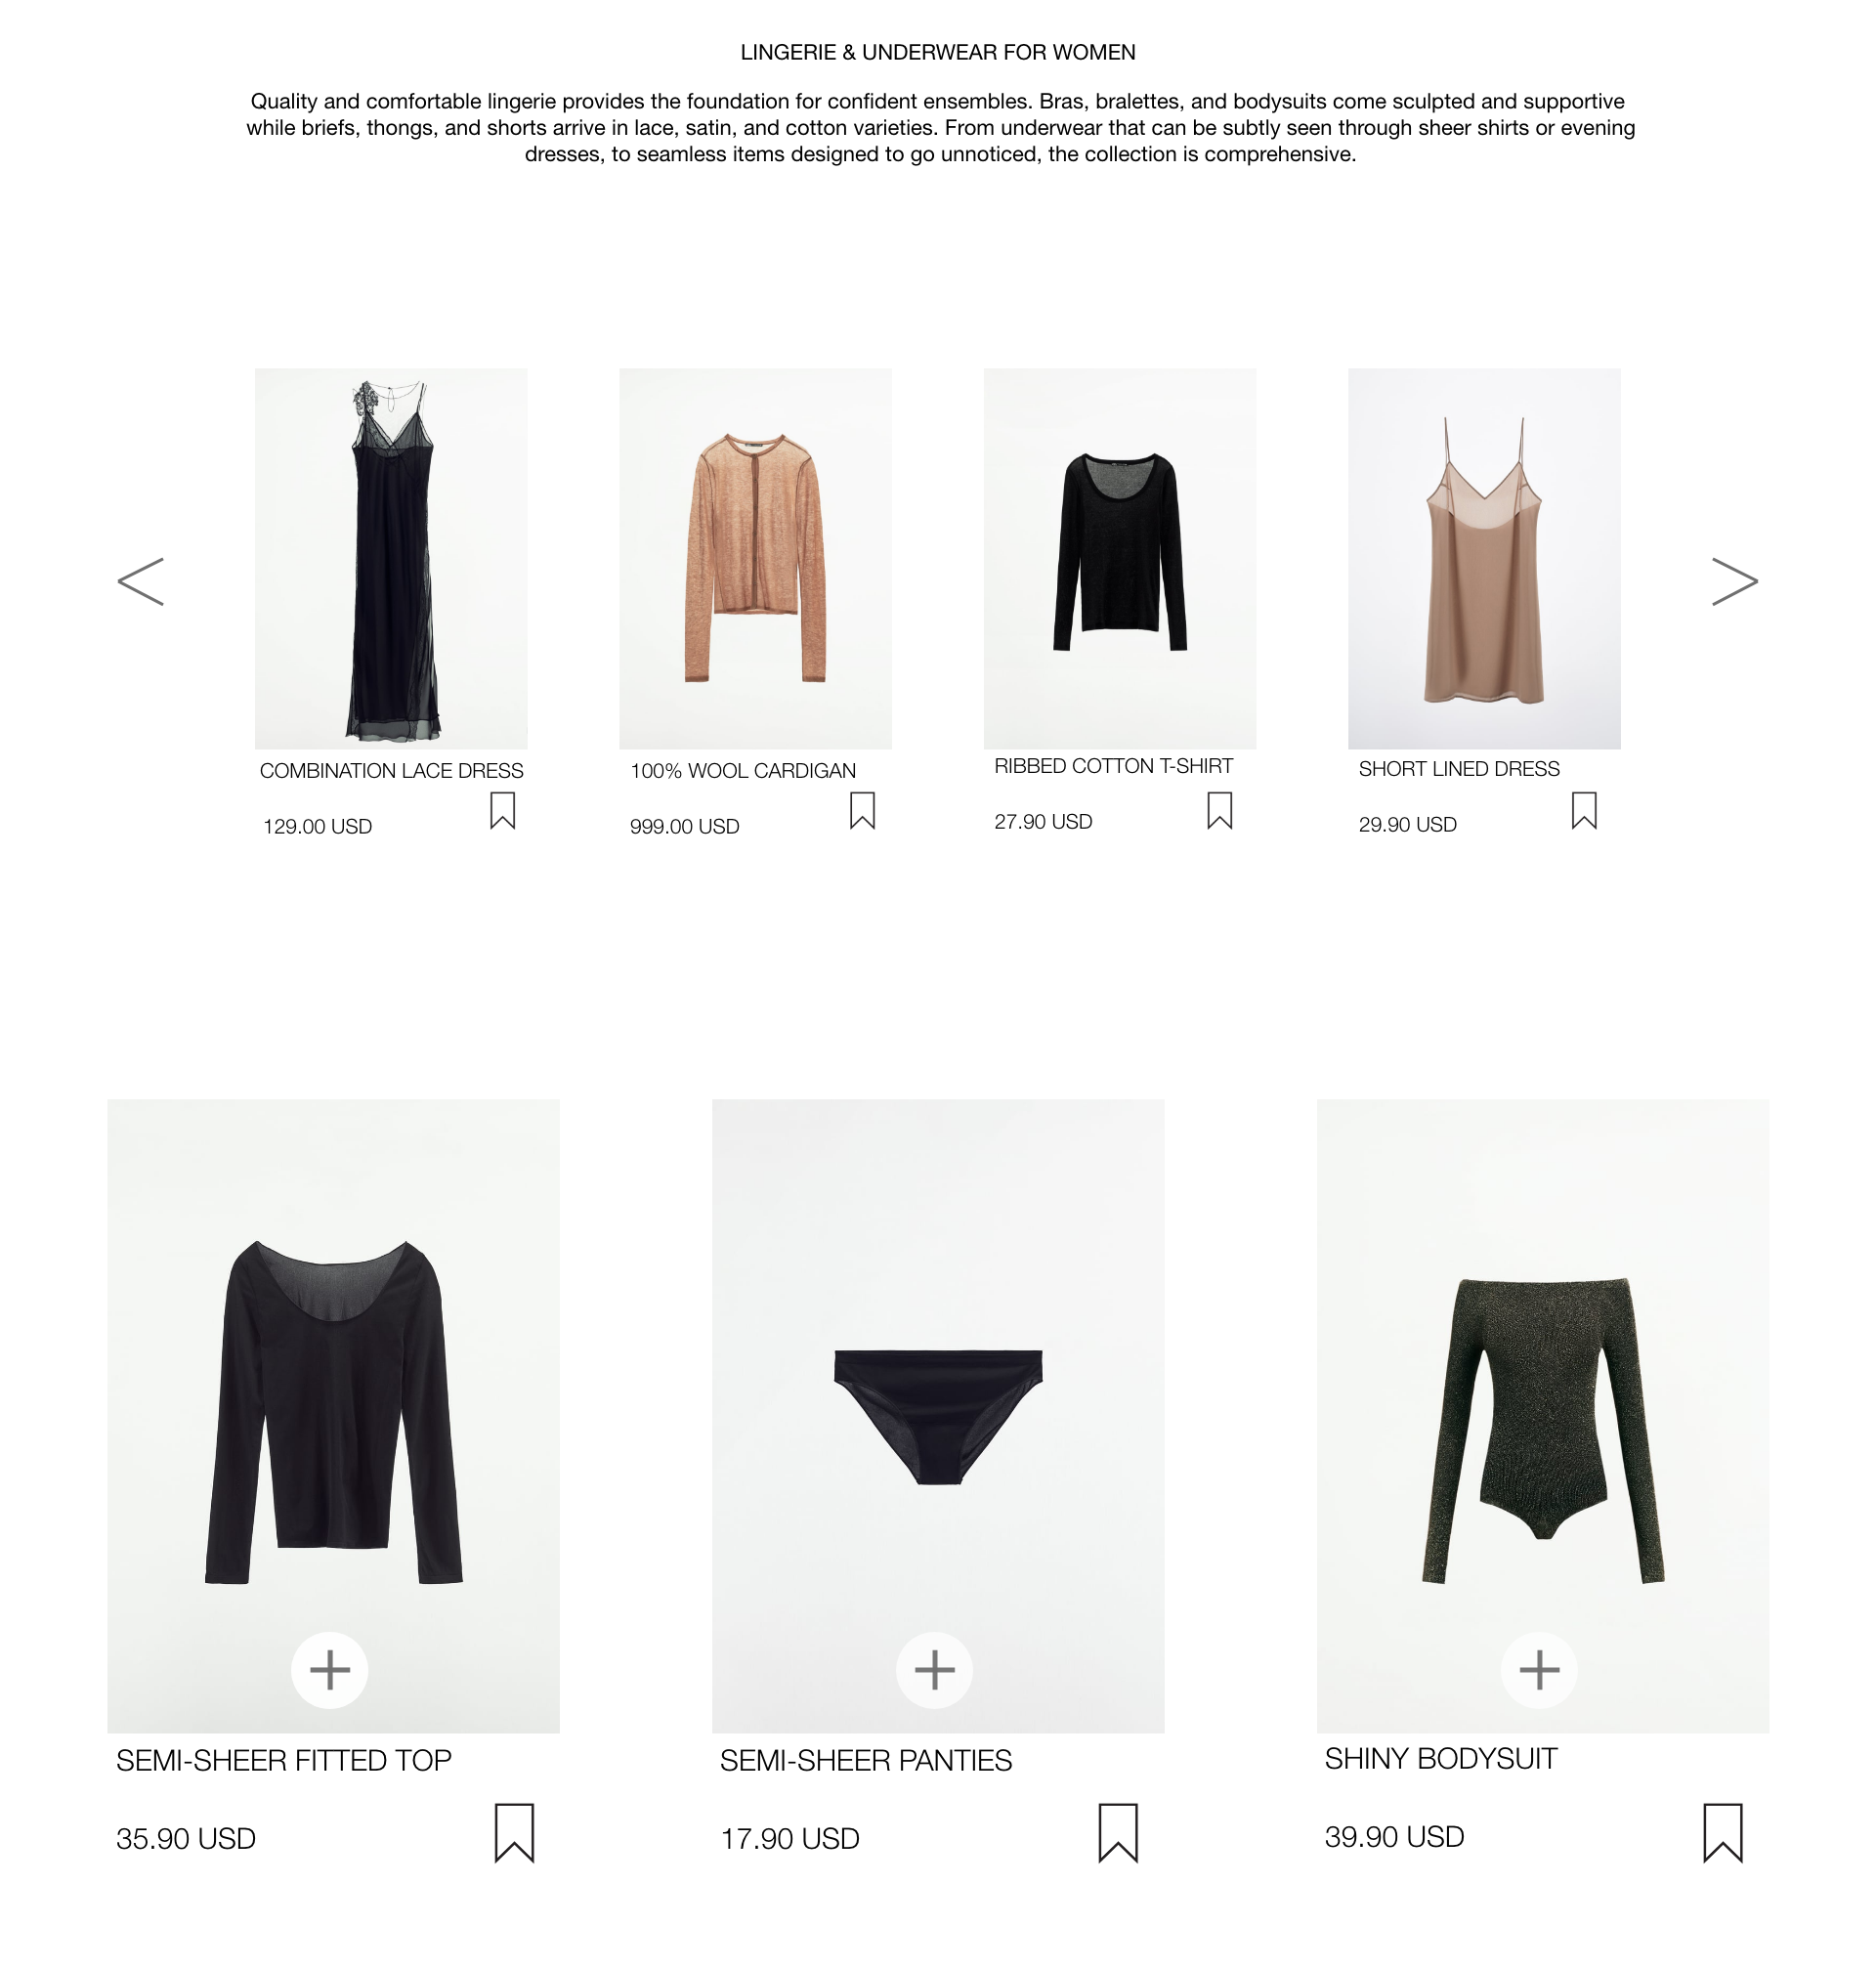 LINGERIE & UNDERWEAR FOR WOMEN
Quality and comfortable lingerie provides the foundation for confident ensembles. Bras, bralettes, and bodysuits come sculpted and supportive
while briefs, thongs, and shorts arrive in lace, satin, and cotton varieties. From underwear that can be subtly seen through sheer shirts or evening
dresses, to seamless items designed to go unnoticed, the collection is comprehensive.
COMBINATION LACE DRESS
129.00 USD
100% WOOL CARDIGAN
999.00 USD
RIBBED COTTON T-SHIRT
27.90 USD
SHORT LINED DRESS
29.90 USD
SEMI-SHEER FITTED TOP
35.90 USD
SEMI-SHEER PANTIES
17.90 USD
SHINY BODYSUIT
39.90 USD